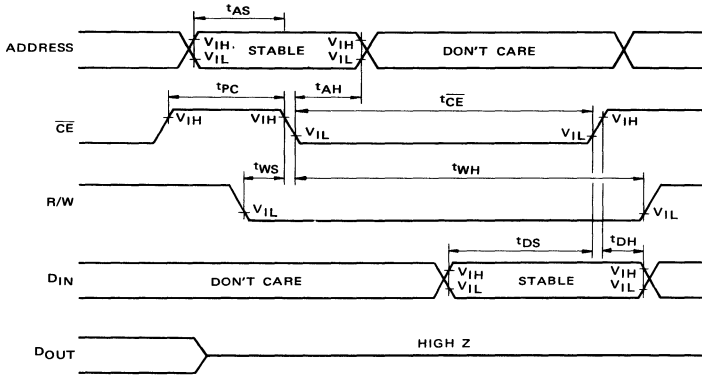 tAS
ADDRESS
VIH,
VIL
STABLE
VIH
VIL
DON'T CARE
tPC
tAH
tCE
CE
VIH
VIH
VIL
VIL
VIH
tWS
tWH
R/W
VIL
VIL
tDS
tDH
DIN
DON'T CARE
VIH
VIL
STABLE
VIH
VIL
DOUT
HIGH Z